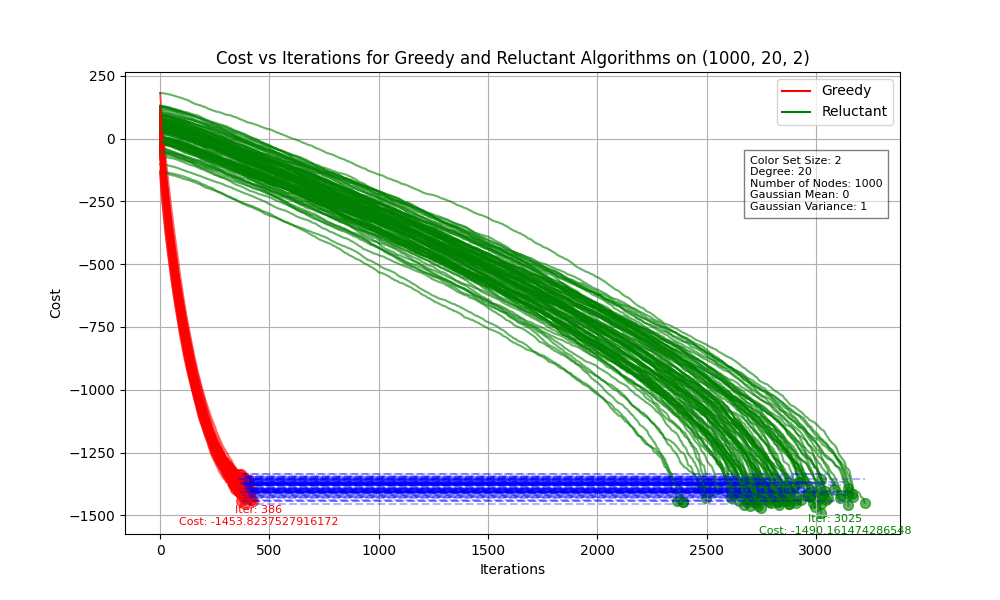 Cost vs Iterations for Greedy and Reluctant Algorithms on (1000, 20, 2)
Greedy
Reluctant
Color Set Size: 2
Degree: 20
Number of Nodes: 1000
Gaussian Mean: 0
Gaussian Variance: 1
250
0
−250
−500
−750
−1000
−1250
−1500
Cost
Iter: 386
Cost: -1453.8237527916172
Iter: 3025
Cost: -1490.161474286548
0
500
1000
1500
2000
2500
3000
Iterations